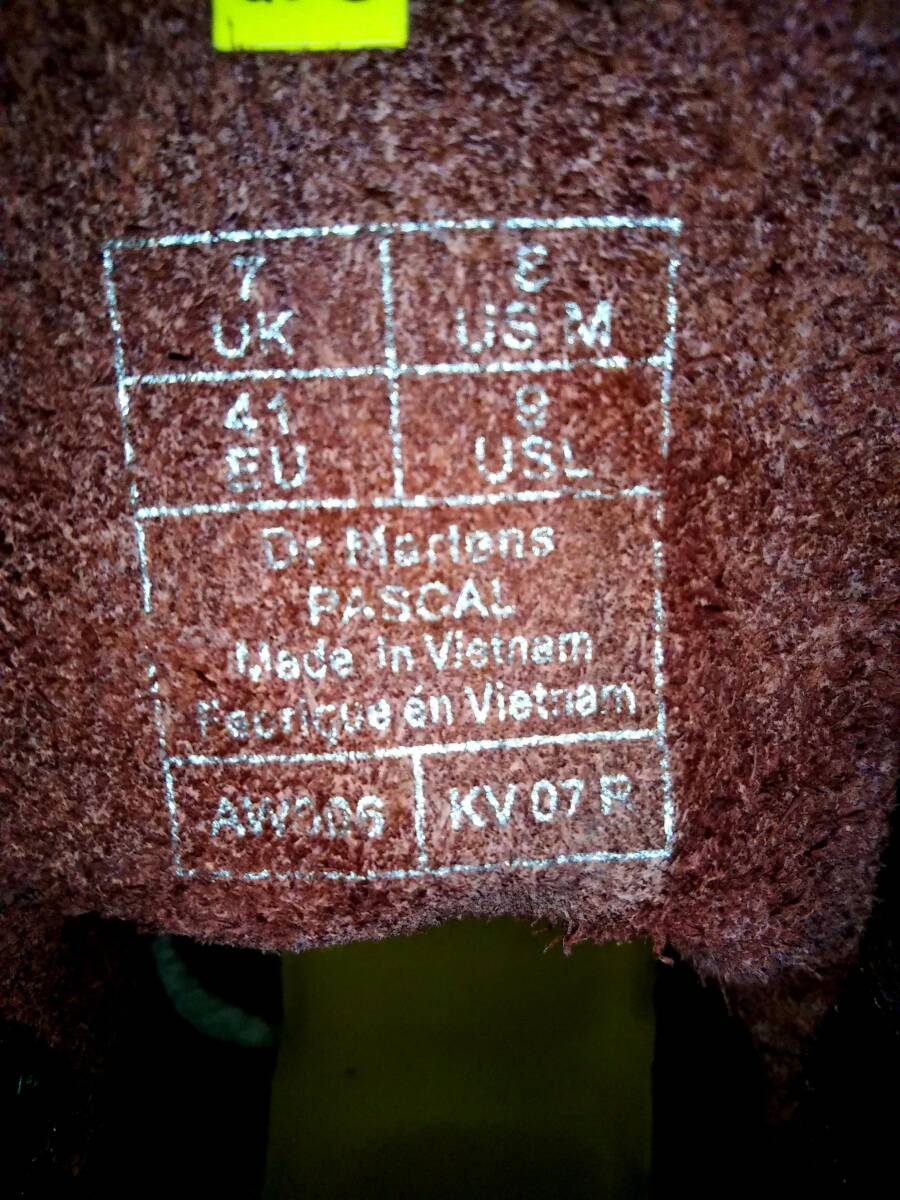 7
UK
8
US M
41
EU
9
USL
Dr. Martens
PASCAL
Made in Vietnam
Fabriqué en Vietnam
AW006
KV 07 R